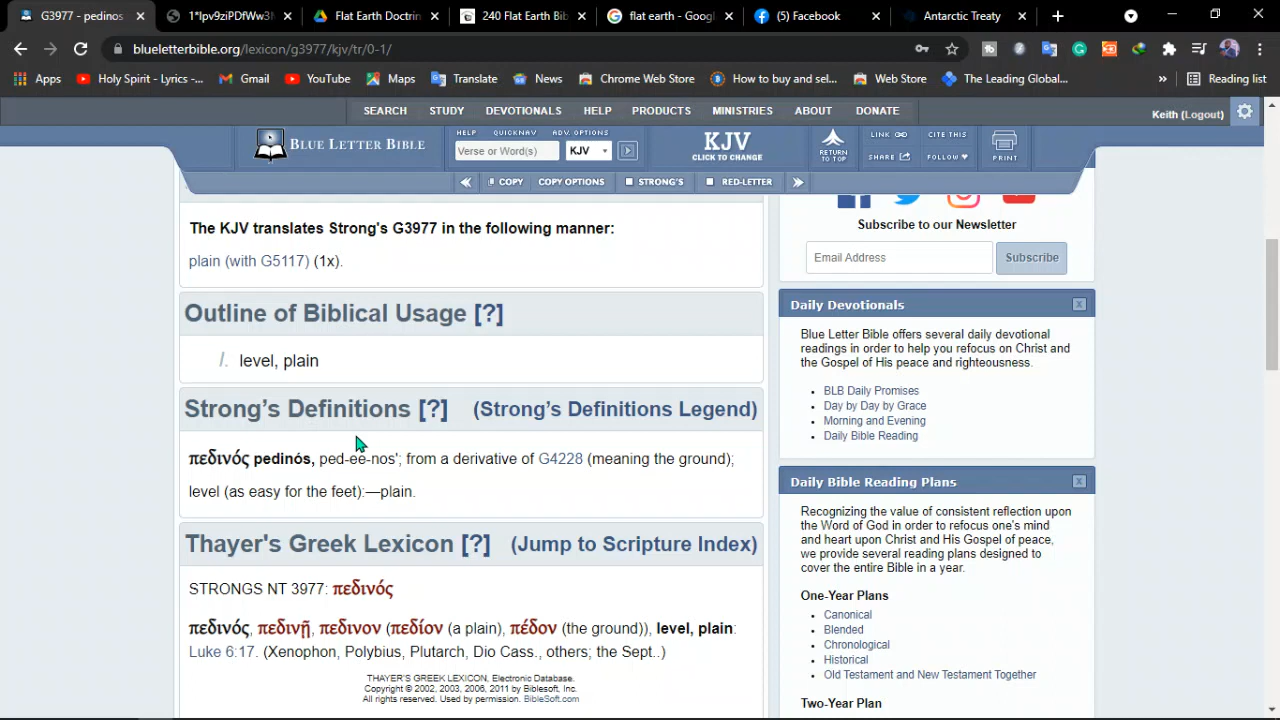 G3977 - pedinos
1*lpv9ziPDfWw3
Flat Earth Doctrin
240 Flat Earth Bib
flat earth - Googl
(5) Facebook
Antarctic Treaty
blueletterbible.org/lexicon/g3977/kjv/tr/0-1/
Apps
Holy Spirit - Lyrics -...
Gmail
YouTube
Maps
Translate
News
Chrome Web Store
How to buy and sel...
Web Store
The Leading Global...
»
Reading list
SEARCH STUDY DEVOTIONALS HELP PRODUCTS MINISTRIES ABOUT DONATE
Keith (Logout)
BLUE LETTER BIBLE
HELP QUICKNAV ADV. OPTIONS
Verse or Word(s)
KJV
KJV
CLICK TO CHANGE
RETURN
TO TOP
LINK
CITE THIS
SHARE
FOLLOW
PRINT
COPY COPY OPTIONS STRONG'S RED-LETTER
The KJV translates Strong's G3977 in the following manner:
plain (with G5117) (1x).
Outline of Biblical Usage [?]
I. level, plain
Strong’s Definitions [?] (Strong’s Definitions Legend)
πεδινός pedinós, ped-ee-nos'; from a derivative of G4228 (meaning the ground);
level (as easy for the feet):—plain.
Thayer's Greek Lexicon [?] (Jump to Scripture Index)
STRONGS NT 3977: πεδινός
πεδινός, πεδινῇ, πεδινον (πεδίον (a plain), πέδον (the ground)), level, plain:
Luke 6:17. (Xenophon, Polybius, Plutarch, Dio Cass., others; the Sept..)
THAYER'S GREEK LEXICON, Electronic Database.
Copyright © 2002, 2003, 2006, 2011 by Biblesoft, Inc.
All rights reserved. Used by permission. BibleSoft.com
Subscribe to our Newsletter
Email Address
Subscribe
Daily Devotionals
Blue Letter Bible offers several daily devotional
readings in order to help you refocus on Christ and
the Gospel of His peace and righteousness.
BLB Daily Promises
Day by Day by Grace
Morning and Evening
Daily Bible Reading
Daily Bible Reading Plans
Recognizing the value of consistent reflection upon
the Word of God in order to refocus one's mind
and heart upon Christ and His Gospel of peace,
we provide several reading plans designed to
cover the entire Bible in a year.
One-Year Plans
Canonical
Blended
Chronological
Historical
Old Testament and New Testament Together
Two-Year Plan